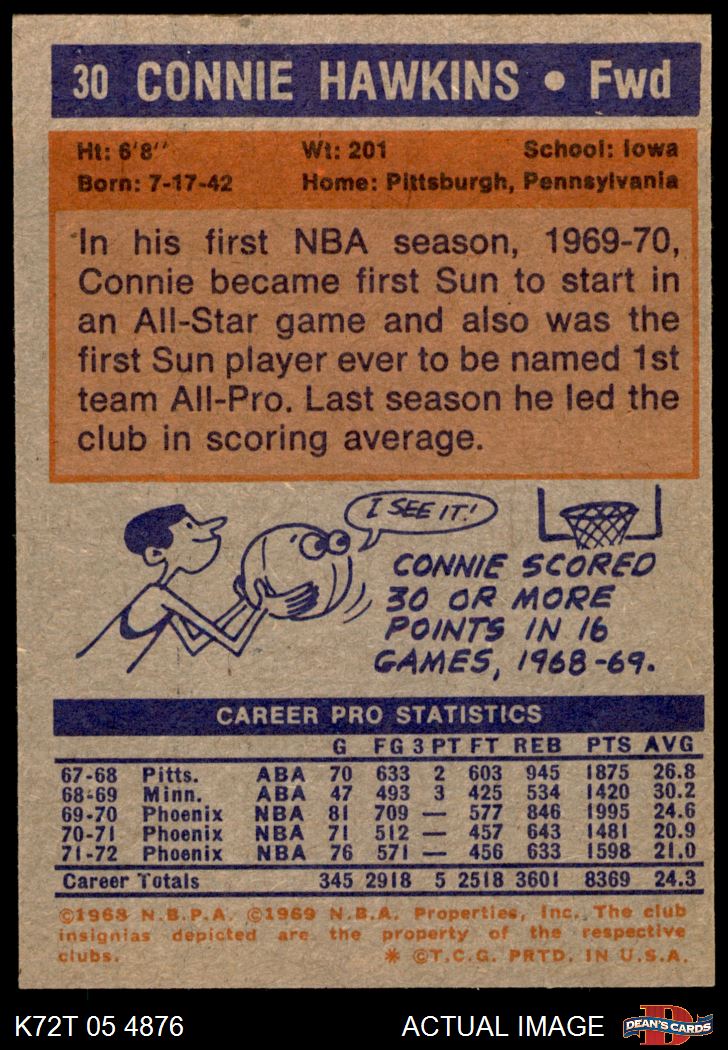 30 CONNIE HAWKINS • Fwd
Ht: 6'8'' Wt: 201 School: Iowa
Born: 7-17-42 Home: Pittsburgh, Pennsylvania
In his first NBA season, 1969-70,
Connie became first Sun to start in
an All-Star game and also was the
first Sun player ever to be named 1st
team All-Pro. Last season he led the
club in scoring average.
I SEE IT!
CONNIE SCORED
30 OR MORE
POINTS IN 16
GAMES, 1968-69.
CAREER PRO STATISTICS
G FG 3 PT FT REB PTS AVG
67-68 Pitts. ABA 70 633 2 603 945 1875 26.8
68-69 Minn. ABA 47 493 3 425 534 1420 30.2
69-70 Phoenix NBA 81 709 — 577 846 1995 24.6
70-71 Phoenix NBA 71 512 — 457 643 1481 20.9
71-72 Phoenix NBA 76 571 — 456 633 1598 21.0
Career Totals 345 2918 5 2518 3601 8369 24.3
©1968 N.B.P.A. ©1969 N.B.A. Properties, Inc. The club
insignias depicted are the property of the respective
clubs. * ©T.C.G. PRTD. IN U.S.A.
K72T 05 4876 ACTUAL IMAGE D DEAN'S CARDS